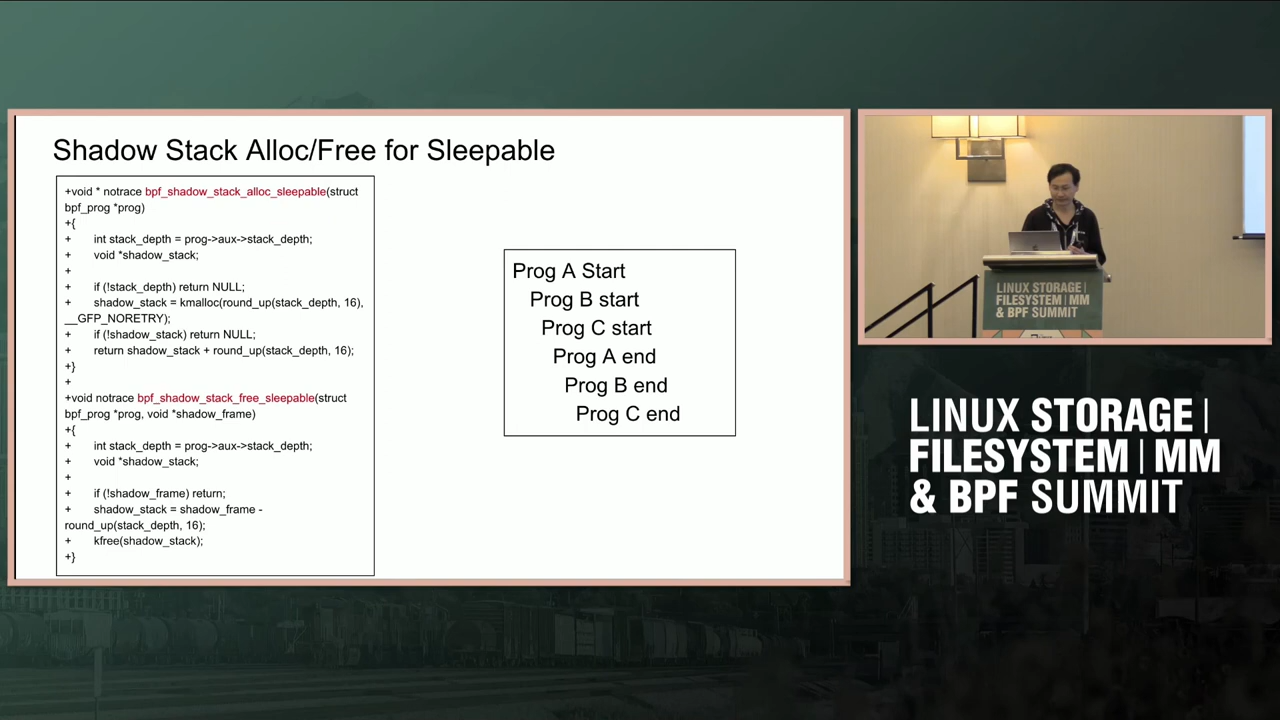 Shadow Stack Alloc/Free for Sleepable
+void * notrace bpf_shadow_stack_alloc_sleepable(struct
bpf_prog *prog)
+{
+ int stack_depth = prog->aux->stack_depth;
+ void *shadow_stack;
+
+ if (!stack_depth) return NULL;
+ shadow_stack = kmalloc(round_up(stack_depth, 16),
__GFP_NORETRY);
+ if (!shadow_stack) return NULL;
+ return shadow_stack + round_up(stack_depth, 16);
+}
+
+void notrace bpf_shadow_stack_free_sleepable(struct
bpf_prog *prog, void *shadow_frame)
+{
+ int stack_depth = prog->aux->stack_depth;
+ void *shadow_stack;
+
+ if (!shadow_frame) return;
+ shadow_stack = shadow_frame -
round_up(stack_depth, 16);
+ kfree(shadow_stack);
+}
Prog A Start
Prog B start
Prog C start
Prog A end
Prog B end
Prog C end
LINUX STORAGE |
FILESYSTEM | MM
& BPF SUMMIT
LINUX STORAGE |
FILESYSTEM | MM
& BPF SUMMIT